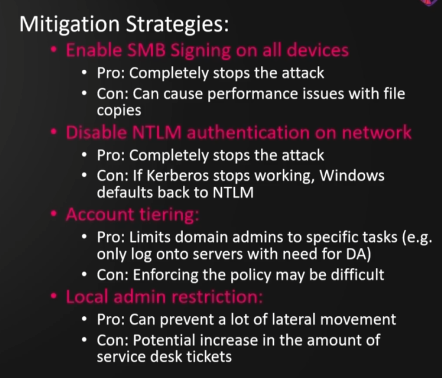 Mitigation Strategies:
• Enable SMB Signing on all devices
• Pro: Completely stops the attack
• Con: Can cause performance issues with file
copies
• Disable NTLM authentication on network
• Pro: Completely stops the attack
• Con: If Kerberos stops working, Windows
defaults back to NTLM
• Account tiering:
• Pro: Limits domain admins to specific tasks (e.g.
only log onto servers with need for DA)
• Con: Enforcing the policy may be difficult
• Local admin restriction:
• Pro: Can prevent a lot of lateral movement
• Con: Potential increase in the amount of
service desk tickets